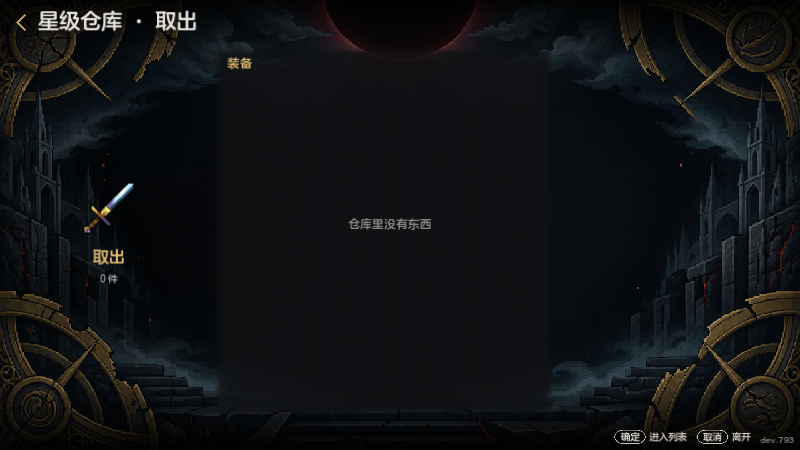 星级仓库 · 取出
装备
仓库里没有东西
取出
0 件
确定 进入列表 取消 离开 dev.793